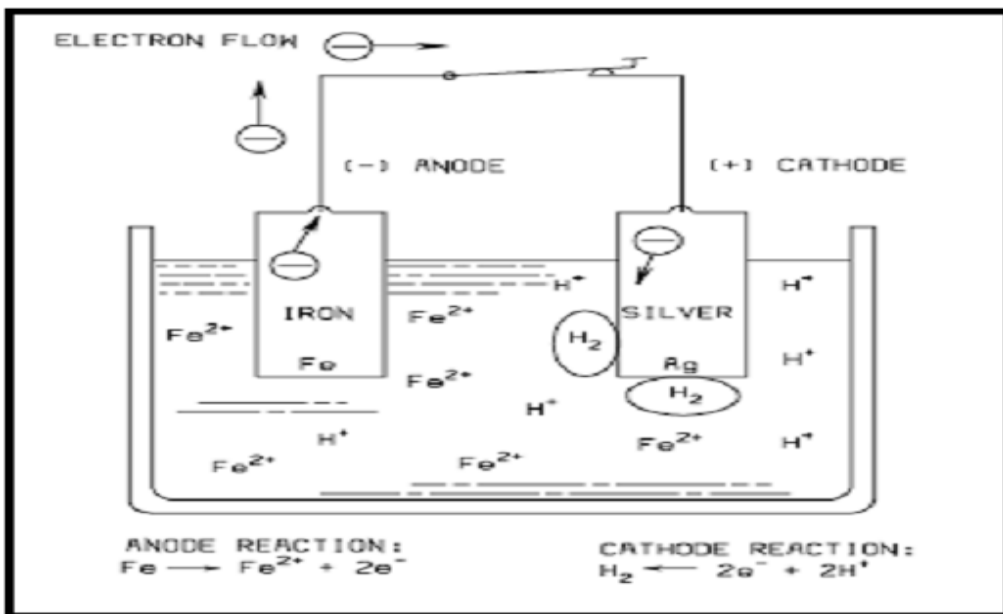 ELECTRON FLOW ⊖
⊖
(-) ANODE
(+) CATHODE
⊖
⊖
H⁺
H⁺
IRON
SILVER
Fe²⁺
Fe²⁺
H₂
Fe
Ag
H⁺
Fe²⁺
H₂
H⁺
H⁺
Fe²⁺
H⁺
Fe²⁺
Fe²⁺
ANODE REACTION:
CATHODE REACTION:
Fe ⟶ Fe²⁺ + 2e⁻
H₂ ⟵ 2e⁻ + 2H⁺